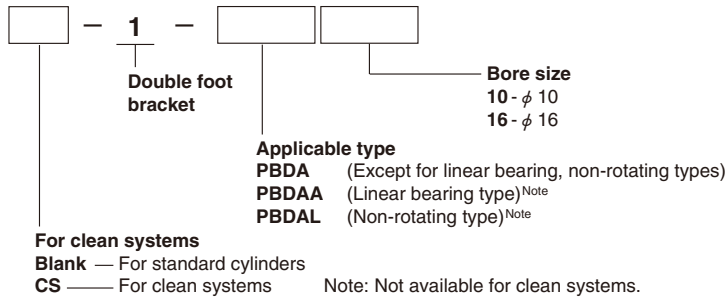 – 1 –
Double foot
bracket
Bore size
10 - ϕ 10
16 - ϕ 16
Applicable type
PBDA (Except for linear bearing, non-rotating types)
PBDAA (Linear bearing type)Note
PBDAL (Non-rotating type)Note
For clean systems
Blank — For standard cylinders
CS —— For clean systems Note: Not available for clean systems.